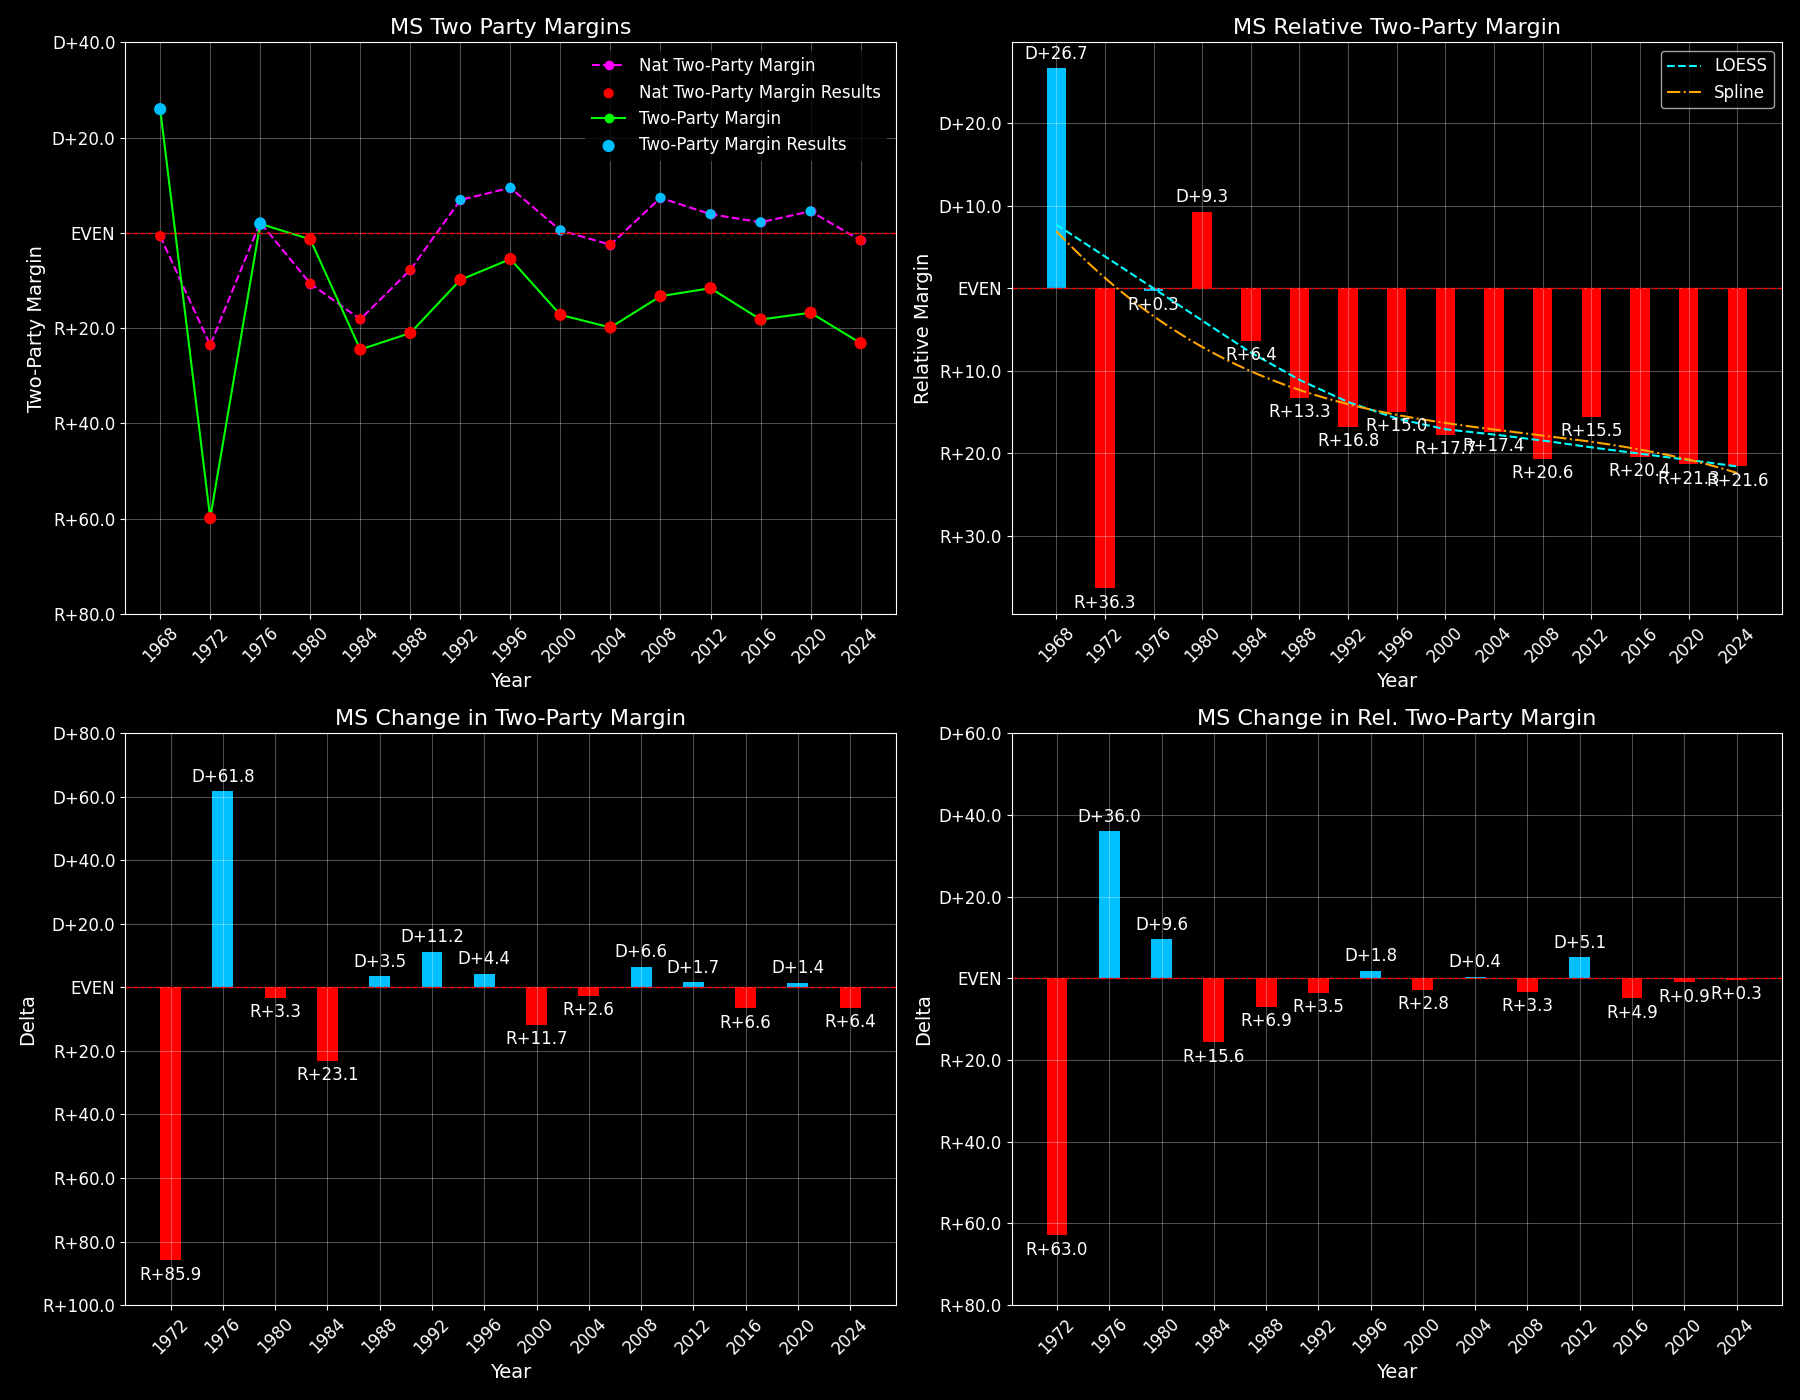 MS Two Party Margins
D+40.0
D+20.0
EVEN
R+20.0
R+40.0
R+60.0
R+80.0
Two-Party Margin
Nat Two-Party Margin
Nat Two-Party Margin Results
Two-Party Margin
Two-Party Margin Results
1968
1972
1976
1980
1984
1988
1992
1996
2000
2004
2008
2012
2016
2020
2024
Year
MS Relative Two-Party Margin
D+20.0
D+10.0
EVEN
R+10.0
R+20.0
R+30.0
Relative Margin
LOESS
Spline
D+26.7
R+36.3
R+0.3
D+9.3
R+6.4
R+13.3
R+16.8
R+15.0
R+17.7
R+17.4
R+20.6
R+15.5
R+20.4
R+21.3
R+21.6
1968
1972
1976
1980
1984
1988
1992
1996
2000
2004
2008
2012
2016
2020
2024
Year
MS Change in Two-Party Margin
D+80.0
D+60.0
D+40.0
D+20.0
EVEN
R+20.0
R+40.0
R+60.0
R+80.0
R+100.0
Delta
R+85.9
D+61.8
R+3.3
R+23.1
D+3.5
D+11.2
D+4.4
R+11.7
R+2.6
D+6.6
D+1.7
R+6.6
D+1.4
R+6.4
1972
1976
1980
1984
1988
1992
1996
2000
2004
2008
2012
2016
2020
2024
Year
MS Change in Rel. Two-Party Margin
D+60.0
D+40.0
D+20.0
EVEN
R+20.0
R+40.0
R+60.0
R+80.0
Delta
R+63.0
D+36.0
D+9.6
R+15.6
R+6.9
R+3.5
D+1.8
R+2.8
D+0.4
R+3.3
D+5.1
R+4.9
R+0.9
R+0.3
1972
1976
1980
1984
1988
1992
1996
2000
2004
2008
2012
2016
2020
2024
Year